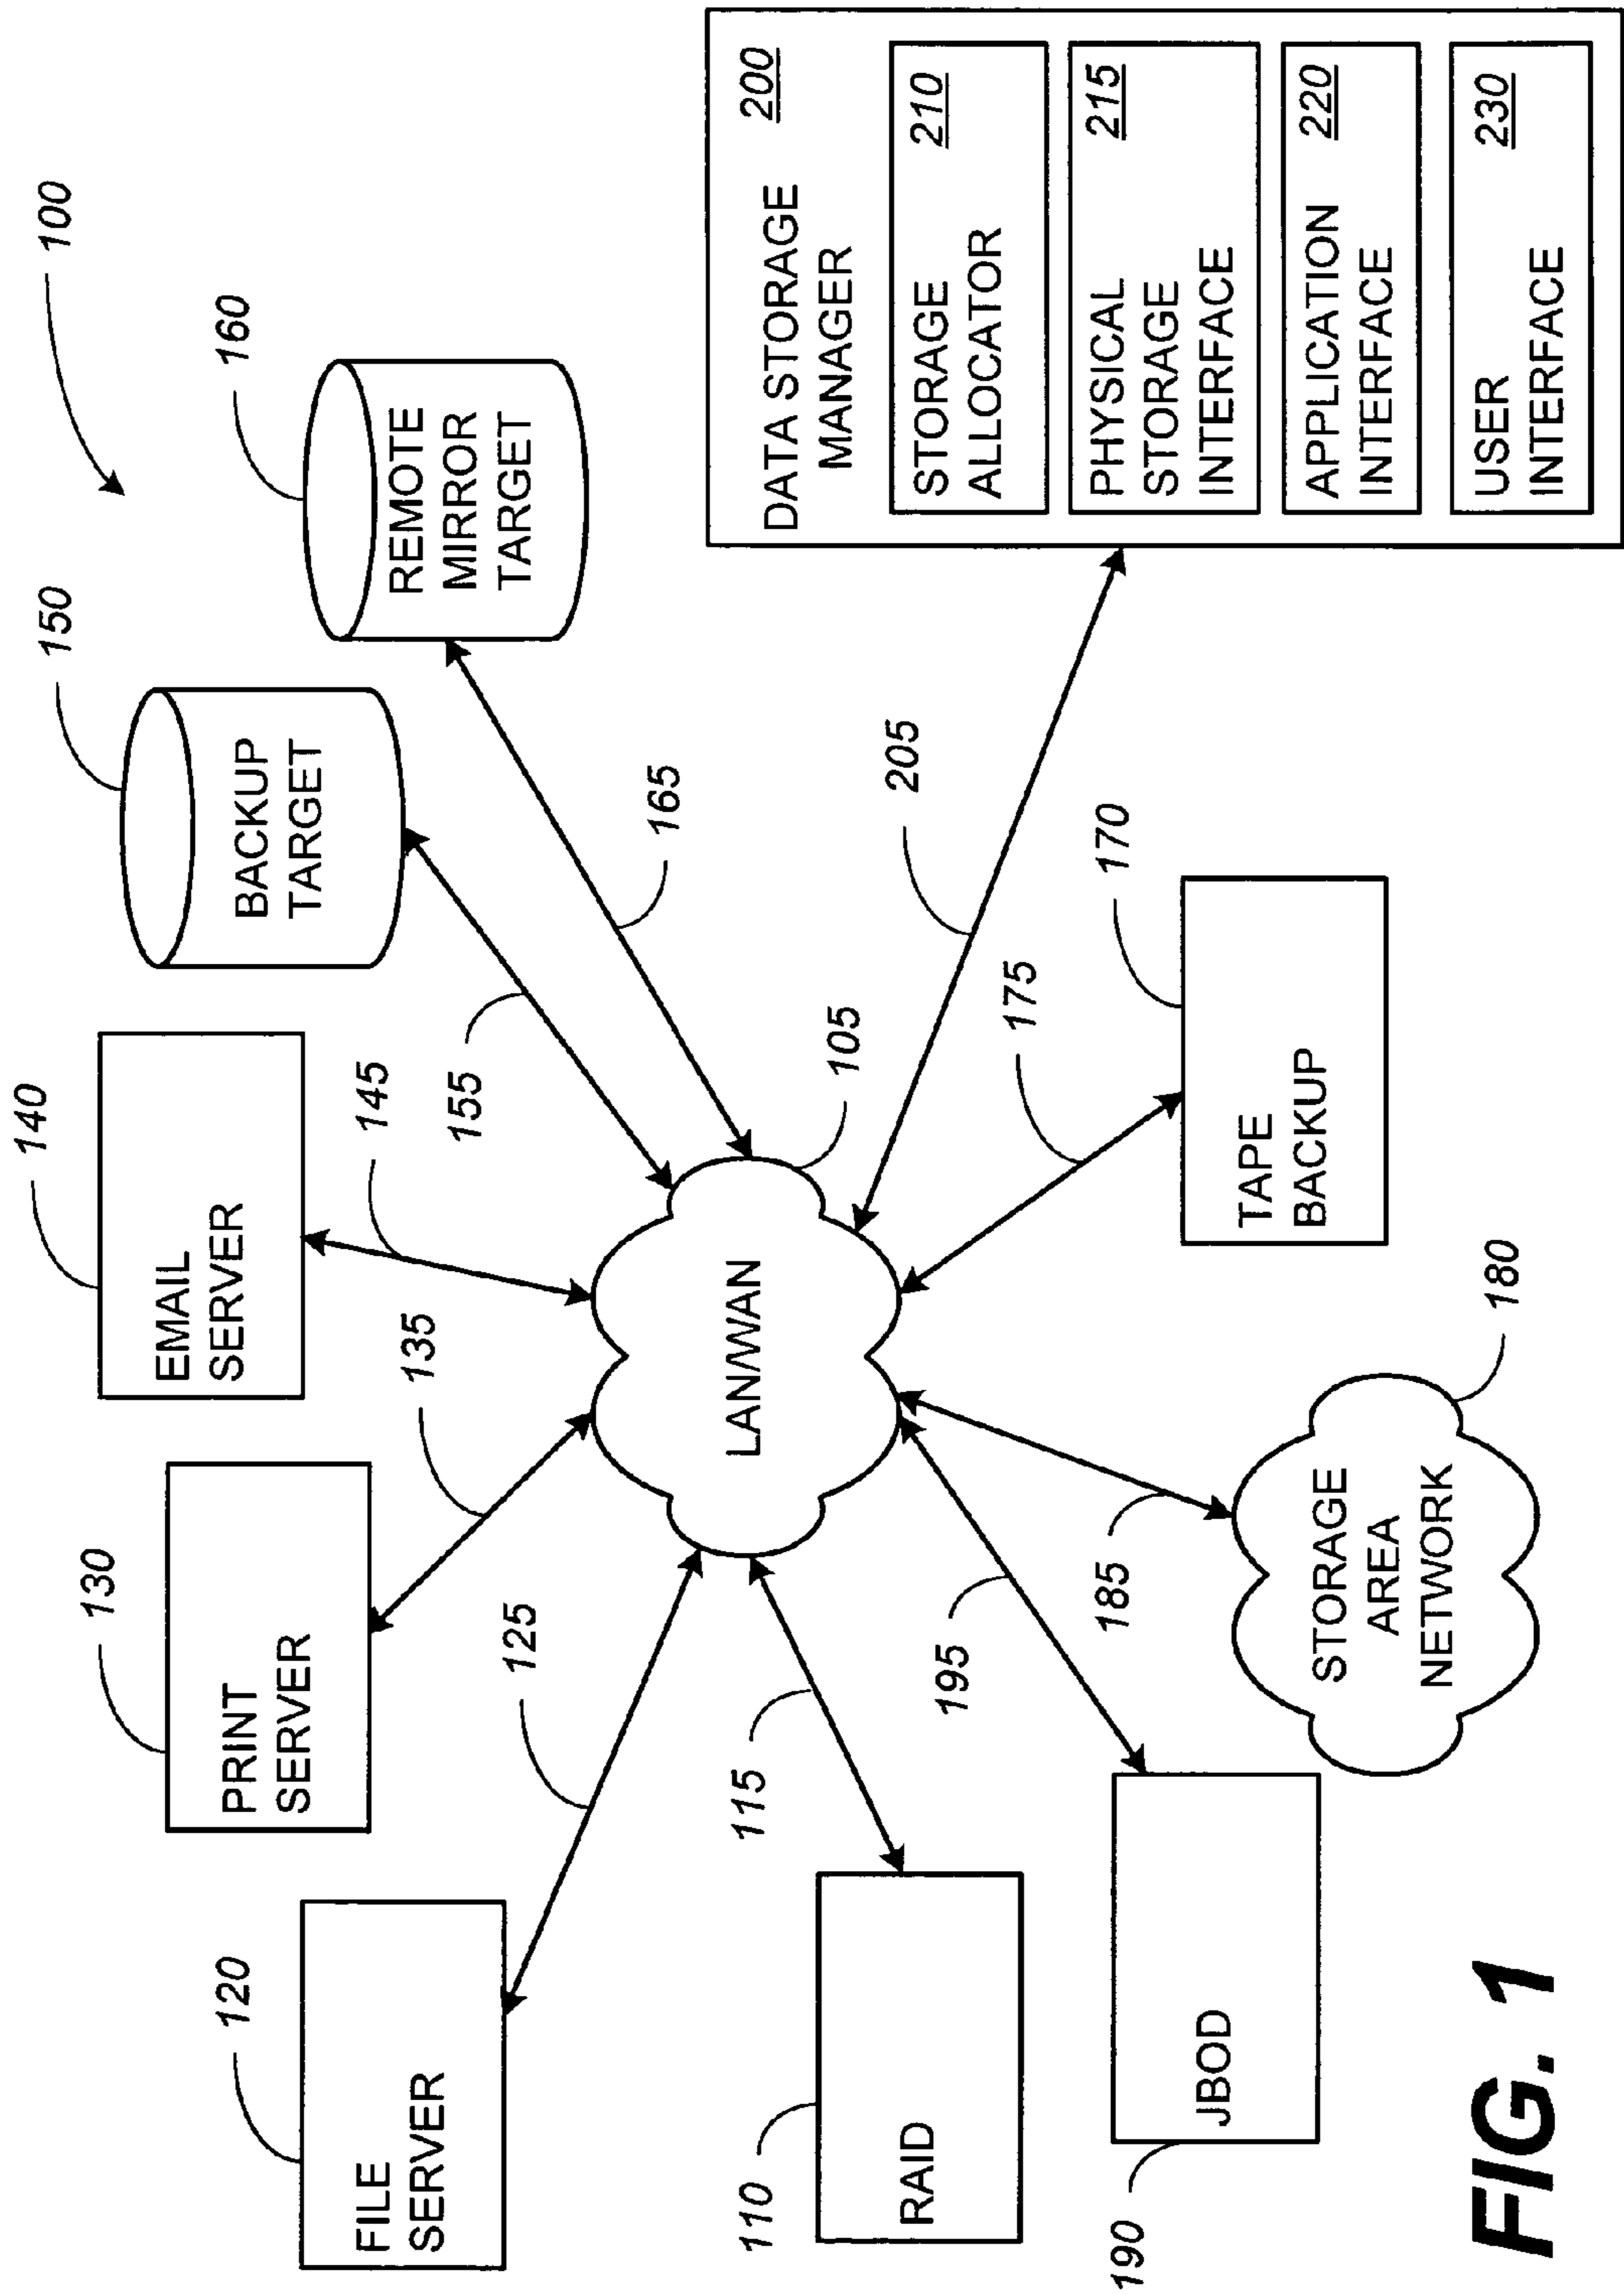 100
140
EMAIL
SERVER
150
BACKUP
TARGET
160
REMOTE
MIRROR
TARGET
130
PRINT
SERVER
120
FILE
SERVER
135
145
155
165
125
LAN/WAN
105
115
110
RAID
205
195
185
175
170
TAPE
BACKUP
190
JBOD
STORAGE
AREA
NETWORK
180
DATA STORAGE 200
MANAGER
STORAGE 210
ALLOCATOR
PHYSICAL 215
STORAGE
INTERFACE
APPLICATION 220
INTERFACE
USER 230
INTERFACE
FIG. 1